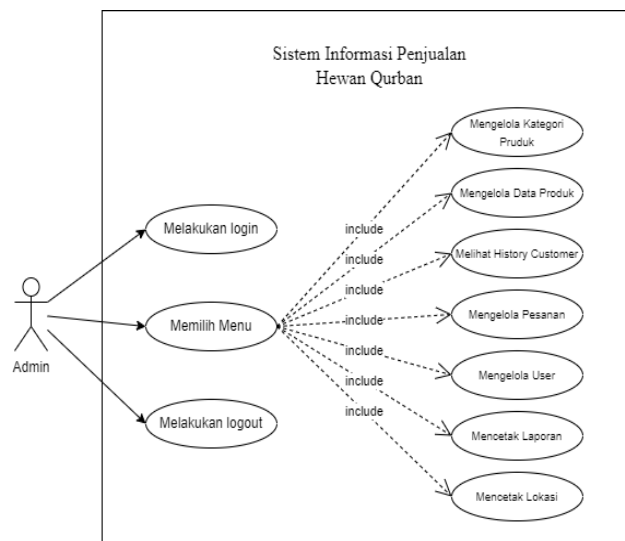 Sistem Informasi Penjualan
Hewan Qurban
Mengelola Kategori
Pruduk
Mengelola Data Produk
Melakukan login
include
include
Melihat History Customer
include
Memilih Menu
include
Mengelola Pesanan
Admin
include
Mengelola User
include
Melakukan logout
include
Mencetak Laporan
Mencetak Lokasi